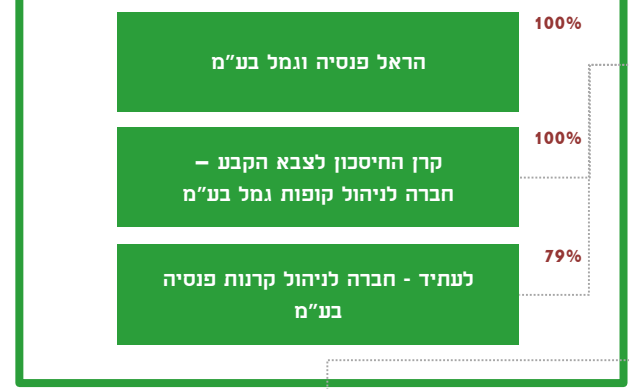 100%
הראל פנסיה וגמל בע"מ
100%
קרן החיסכון לצבא הקבע –
חברה לניהול קופות גמל בע"מ
79%
לעתיד - חברה לניהול קרנות פנסיה
בע"מ